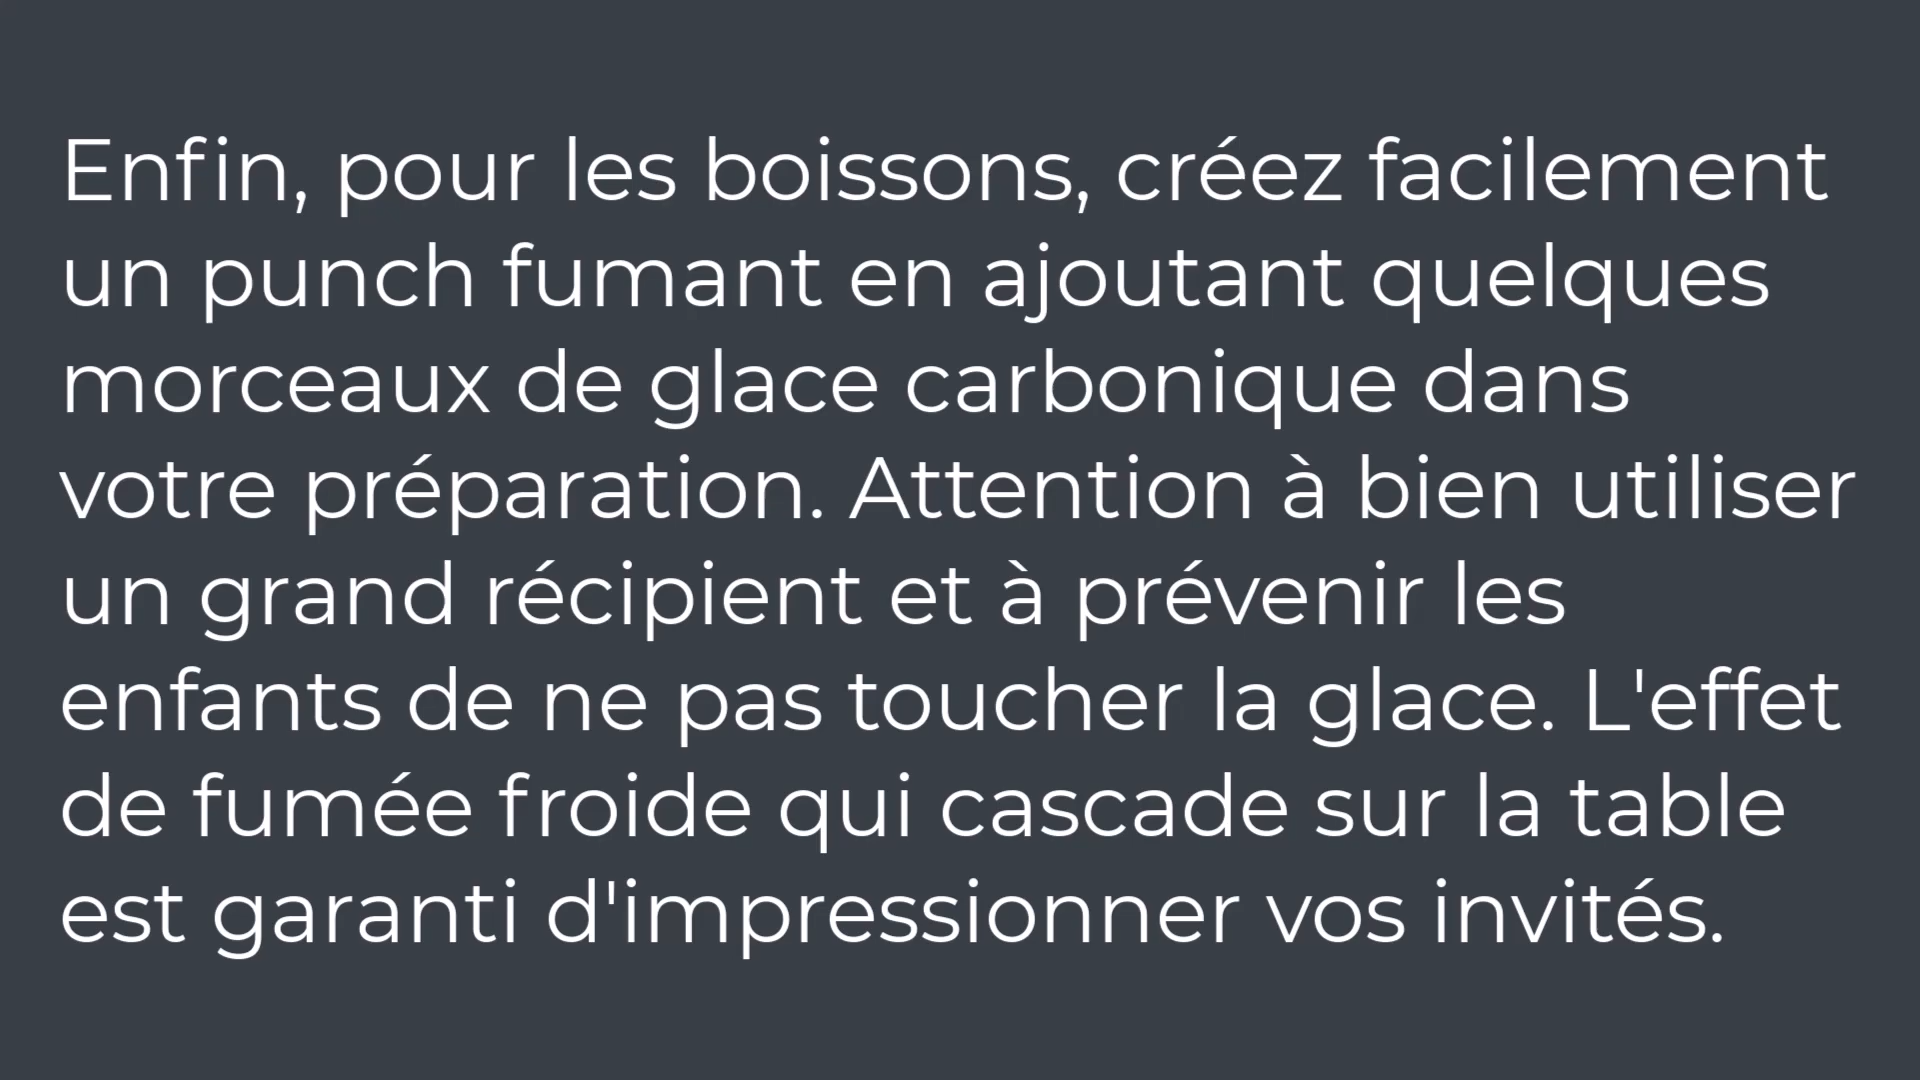 Enfin, pour les boissons, créez facilement
un punch fumant en ajoutant quelques
morceaux de glace carbonique dans
votre préparation. Attention à bien utiliser
un grand récipient et à prévenir les
enfants de ne pas toucher la glace. L'effet
de fumée froide qui cascade sur la table
est garanti d'impressionner vos invités.